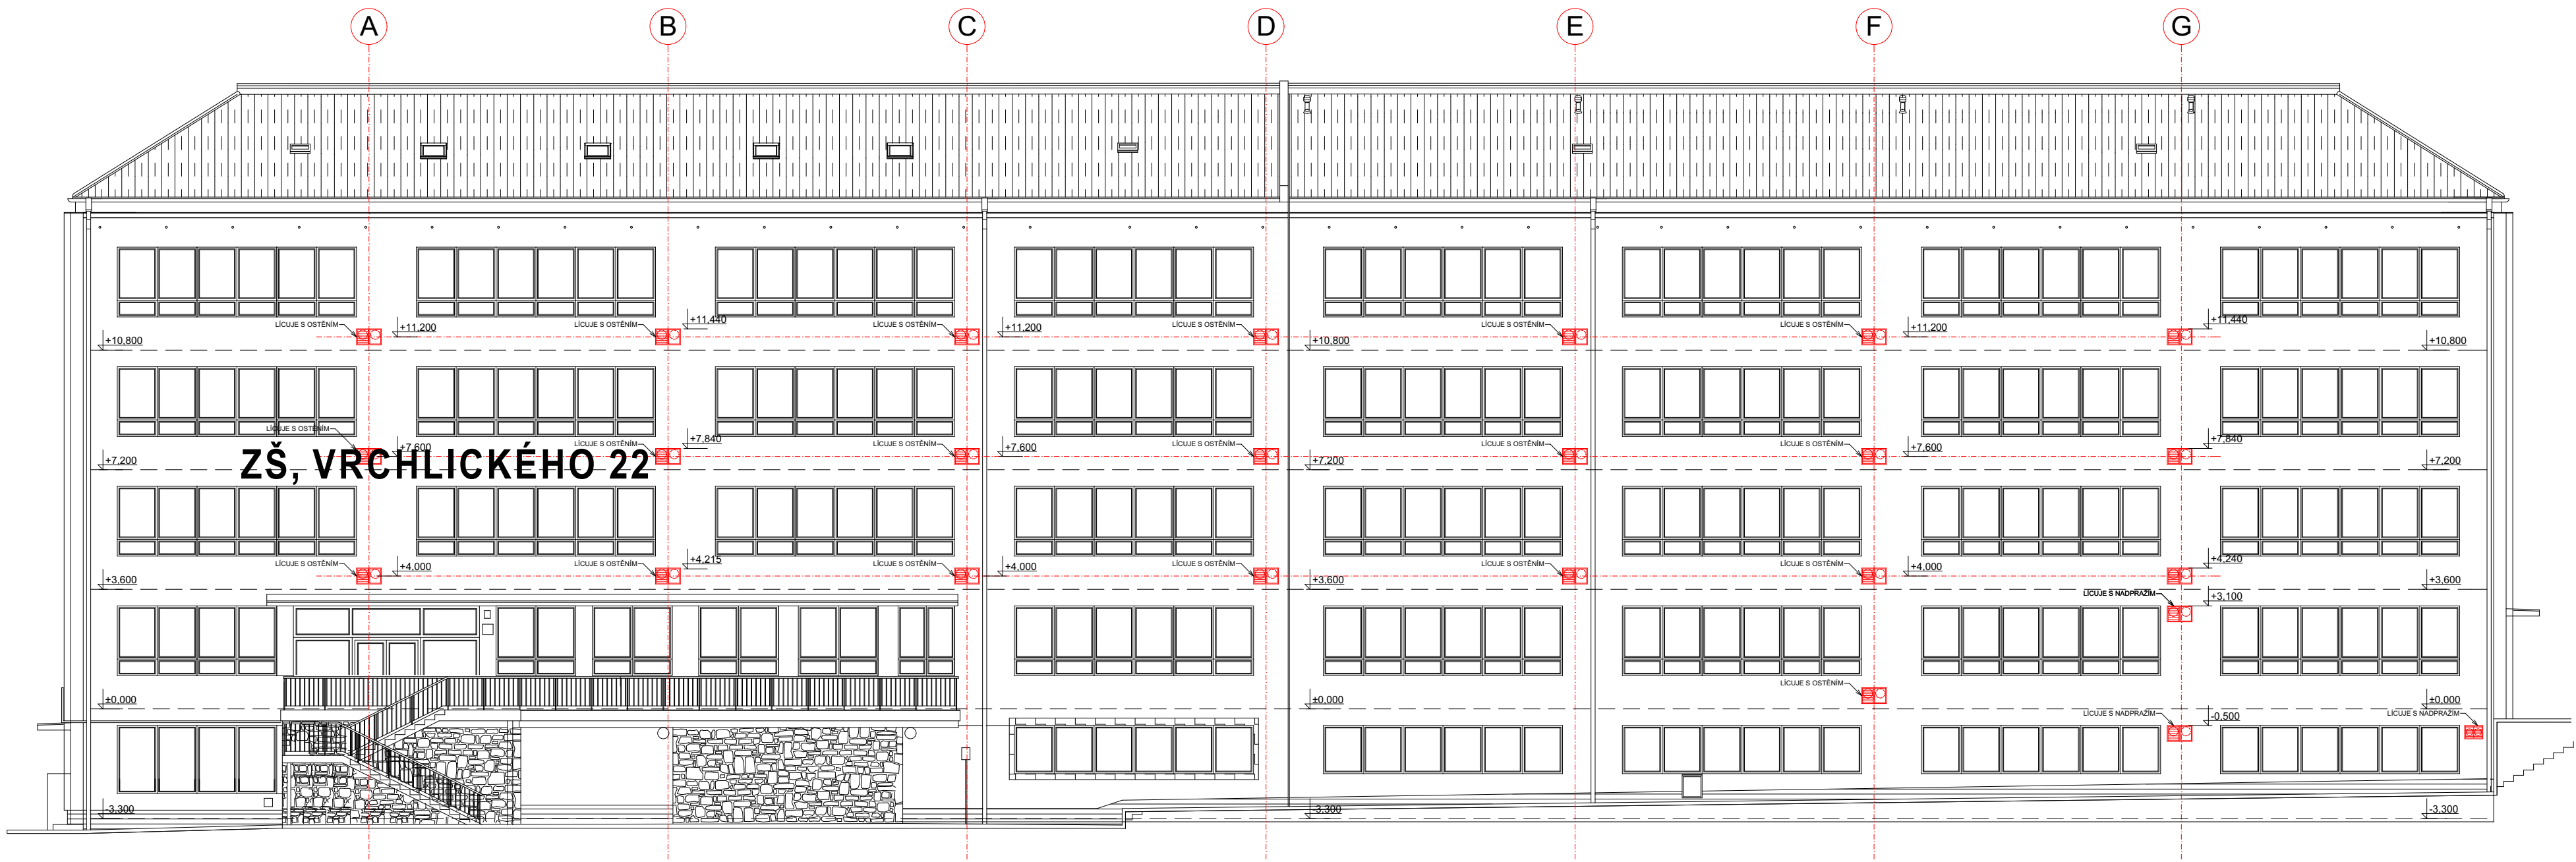 A B C D E F G
LÍCUJE S OSTĚNÍM +11,200 LÍCUJE S OSTĚNÍM +11,440 LÍCUJE S OSTĚNÍM +11,200 LÍCUJE S OSTĚNÍM LÍCUJE S OSTĚNÍM LÍCUJE S OSTĚNÍM +11,200 +11,440
+10,800 +10,800 +10,800
LÍCUJE S OSTĚNÍM +7,600 LÍCUJE S OSTĚNÍM +7,840 LÍCUJE S OSTĚNÍM +7,600 LÍCUJE S OSTĚNÍM LÍCUJE S OSTĚNÍM LÍCUJE S OSTĚNÍM +7,600 +7,840
ZŠ, VRCHLICKÉHO 22
+7,200 +7,200 +7,200
LÍCUJE S OSTĚNÍM +4,000 LÍCUJE S OSTĚNÍM +4,215 LÍCUJE S OSTĚNÍM +4,000 LÍCUJE S OSTĚNÍM LÍCUJE S OSTĚNÍM LÍCUJE S OSTĚNÍM +4,000 +4,240
+3,600 +3,600 +3,600
LÍCUJE S NADPRAŽÍM +3,100
LÍCUJE S OSTĚNÍM
±0,000 ±0,000 ±0,000
LÍCUJE S NADPRAŽÍM -0,500 LÍCUJE S NADPRAŽÍM
-3.300 -3.300 -3.300